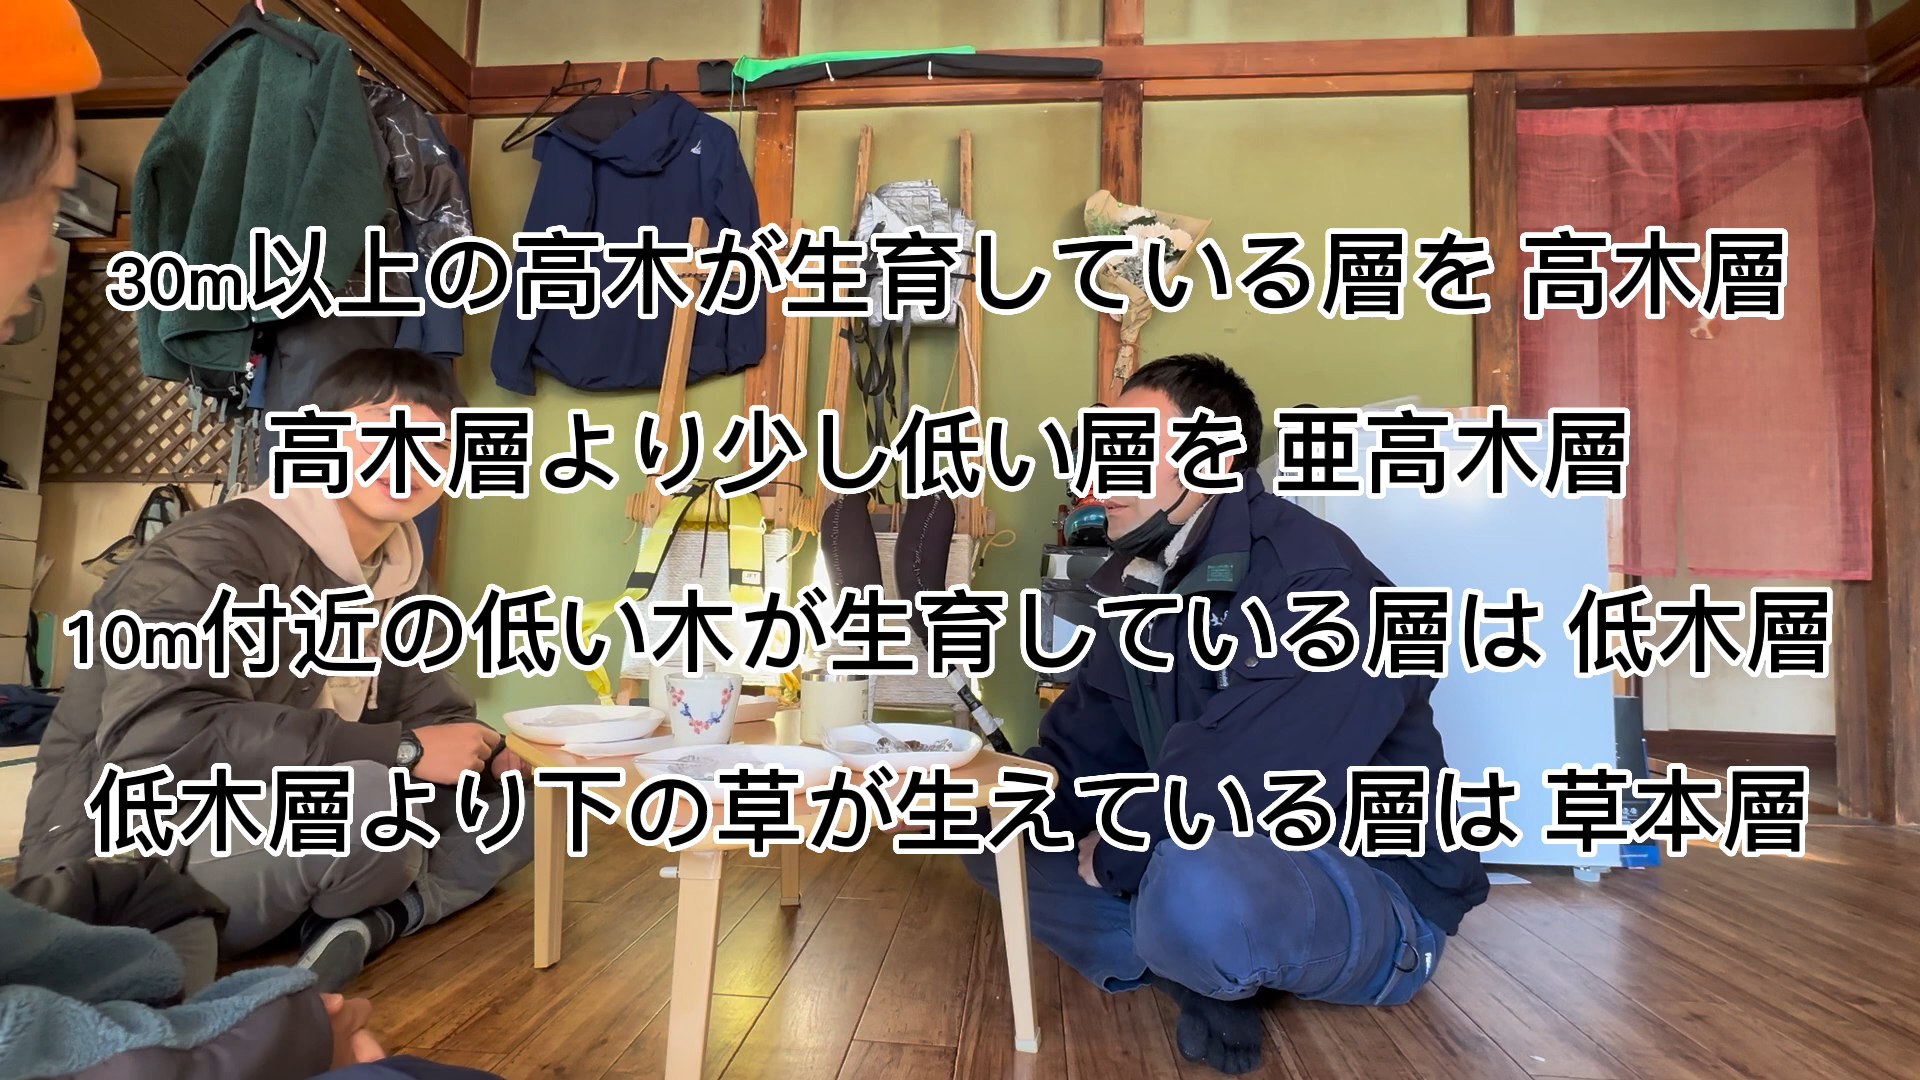 30m以上の高木が生育している層を 高木層
高木層より少し低い層を 亜高木層
10m付近の低い木が生育している層は 低木層
低木層より下の草が生えている層は 草本層